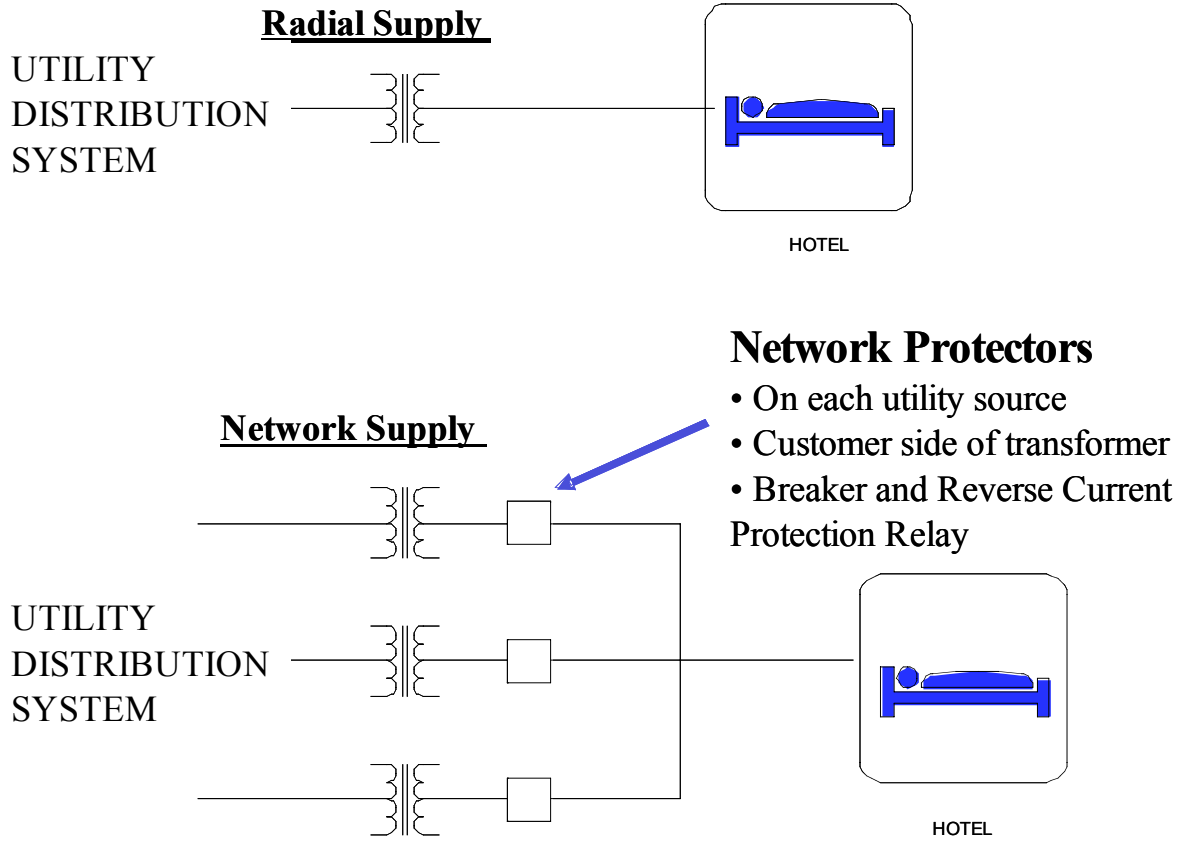 Radial Supply
UTILITY
DISTRIBUTION
SYSTEM
HOTEL
Network Protectors
• On each utility source
• Customer side of transformer
• Breaker and Reverse Current
Protection Relay
Network Supply
UTILITY
DISTRIBUTION
SYSTEM
HOTEL